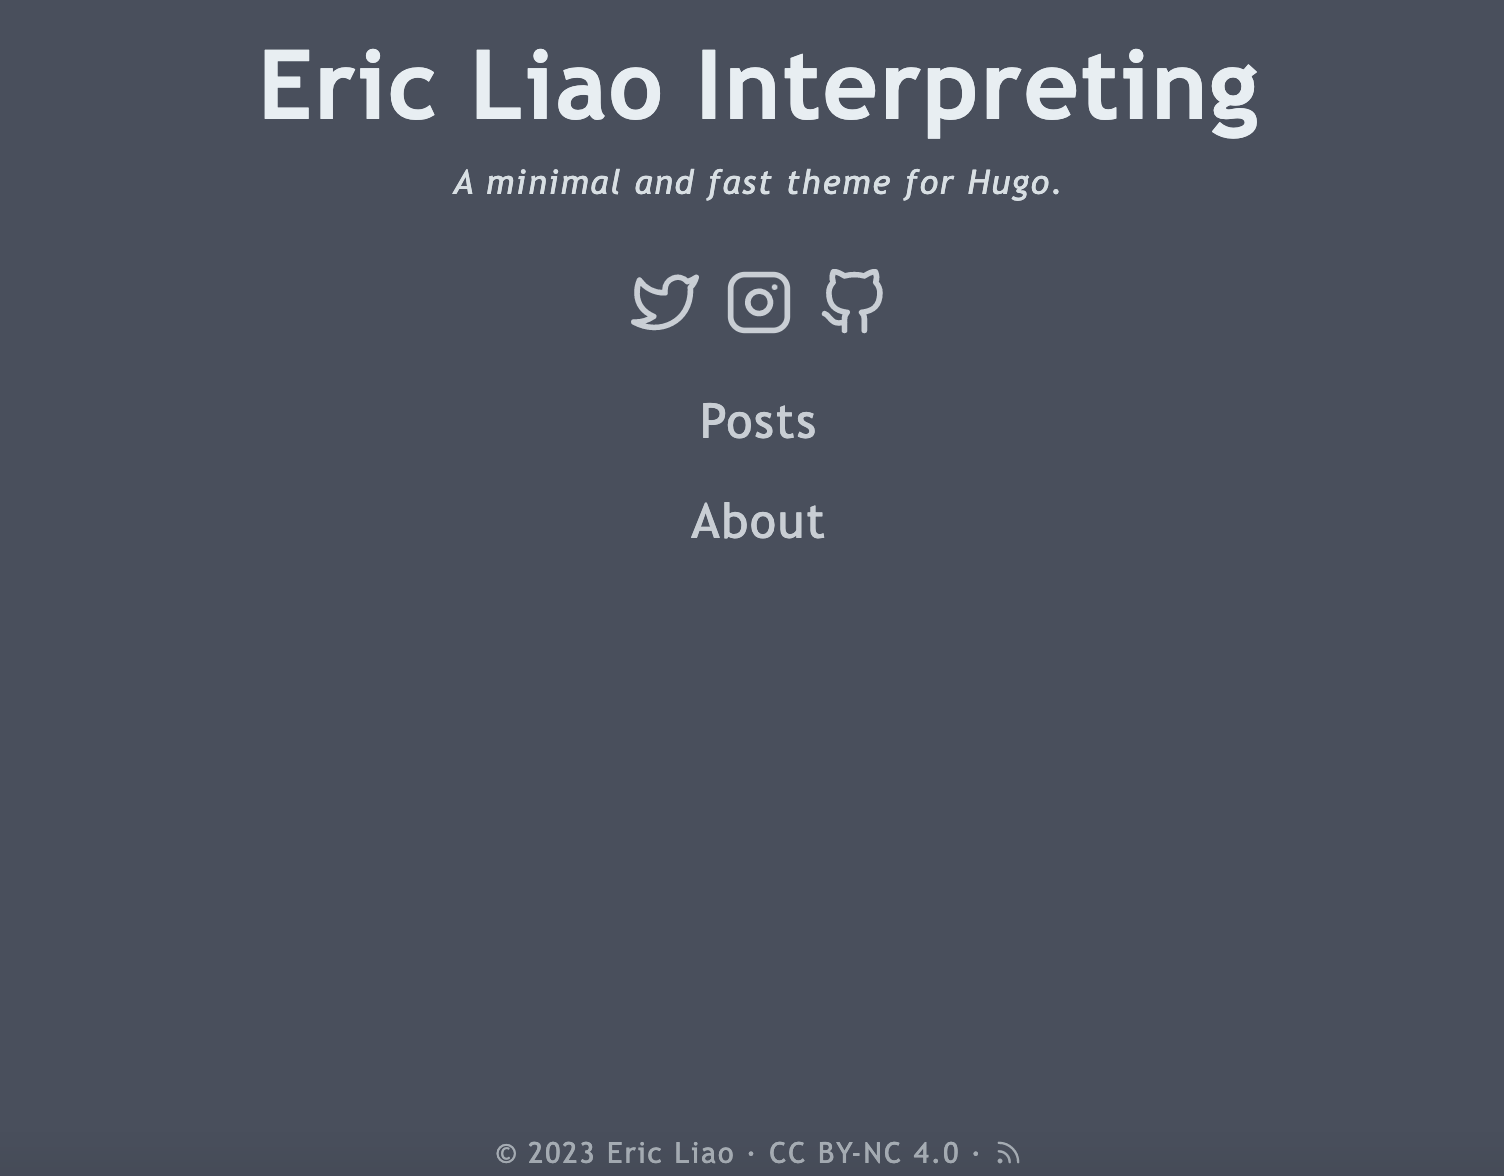 Eric Liao Interpreting
A minimal and fast theme for Hugo.
Posts
About
© 2023 Eric Liao · CC BY-NC 4.0 ·